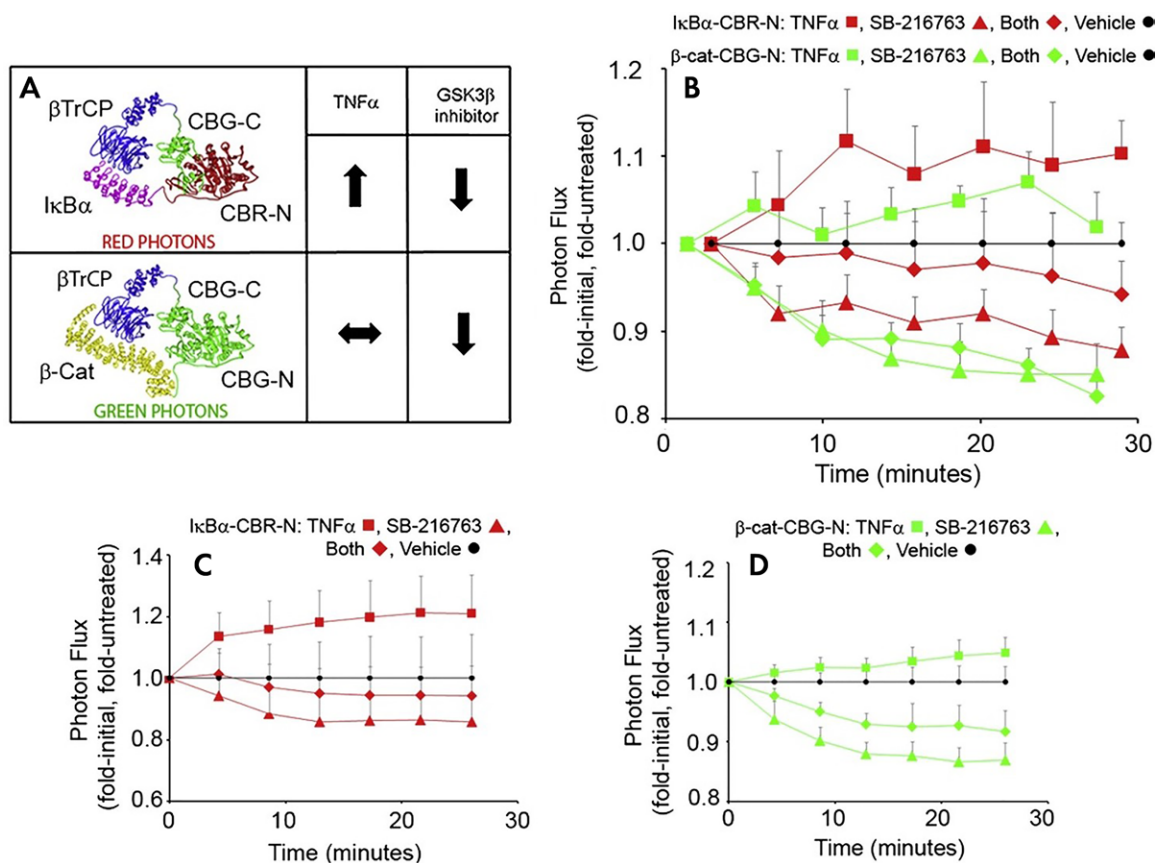 A
TNFα
GSK3β
inhibitor
βTrCP
CBG-C
IκBα
CBR-N
RED PHOTONS
βTrCP
CBG-C
β-Cat
CBG-N
GREEN PHOTONS
IκBα-CBR-N: TNFα ■, SB-216763 ▲, Both ◆, Vehicle ●
β-cat-CBG-N: TNFα ■, SB-216763 ▲, Both ◆, Vehicle ●
B
1.2
1.1
1.0
0.9
0.8
Photon Flux
(fold-initial, fold-untreated)
0 10 20 30
Time (minutes)
IκBα-CBR-N: TNFα ■, SB-216763 ▲,
Both ◆, Vehicle ●
C
1.4
1.2
1.0
0.8
0.6
Photon Flux
(fold-initial, fold-untreated)
0 10 20 30
Time (minutes)
β-cat-CBG-N: TNFα ■, SB-216763 ▲,
Both ◆, Vehicle ●
D
1.2
1.1
1.0
0.9
0.8
Photon Flux
(fold-initial, fold-untreated)
0 10 20 30
Time (minutes)